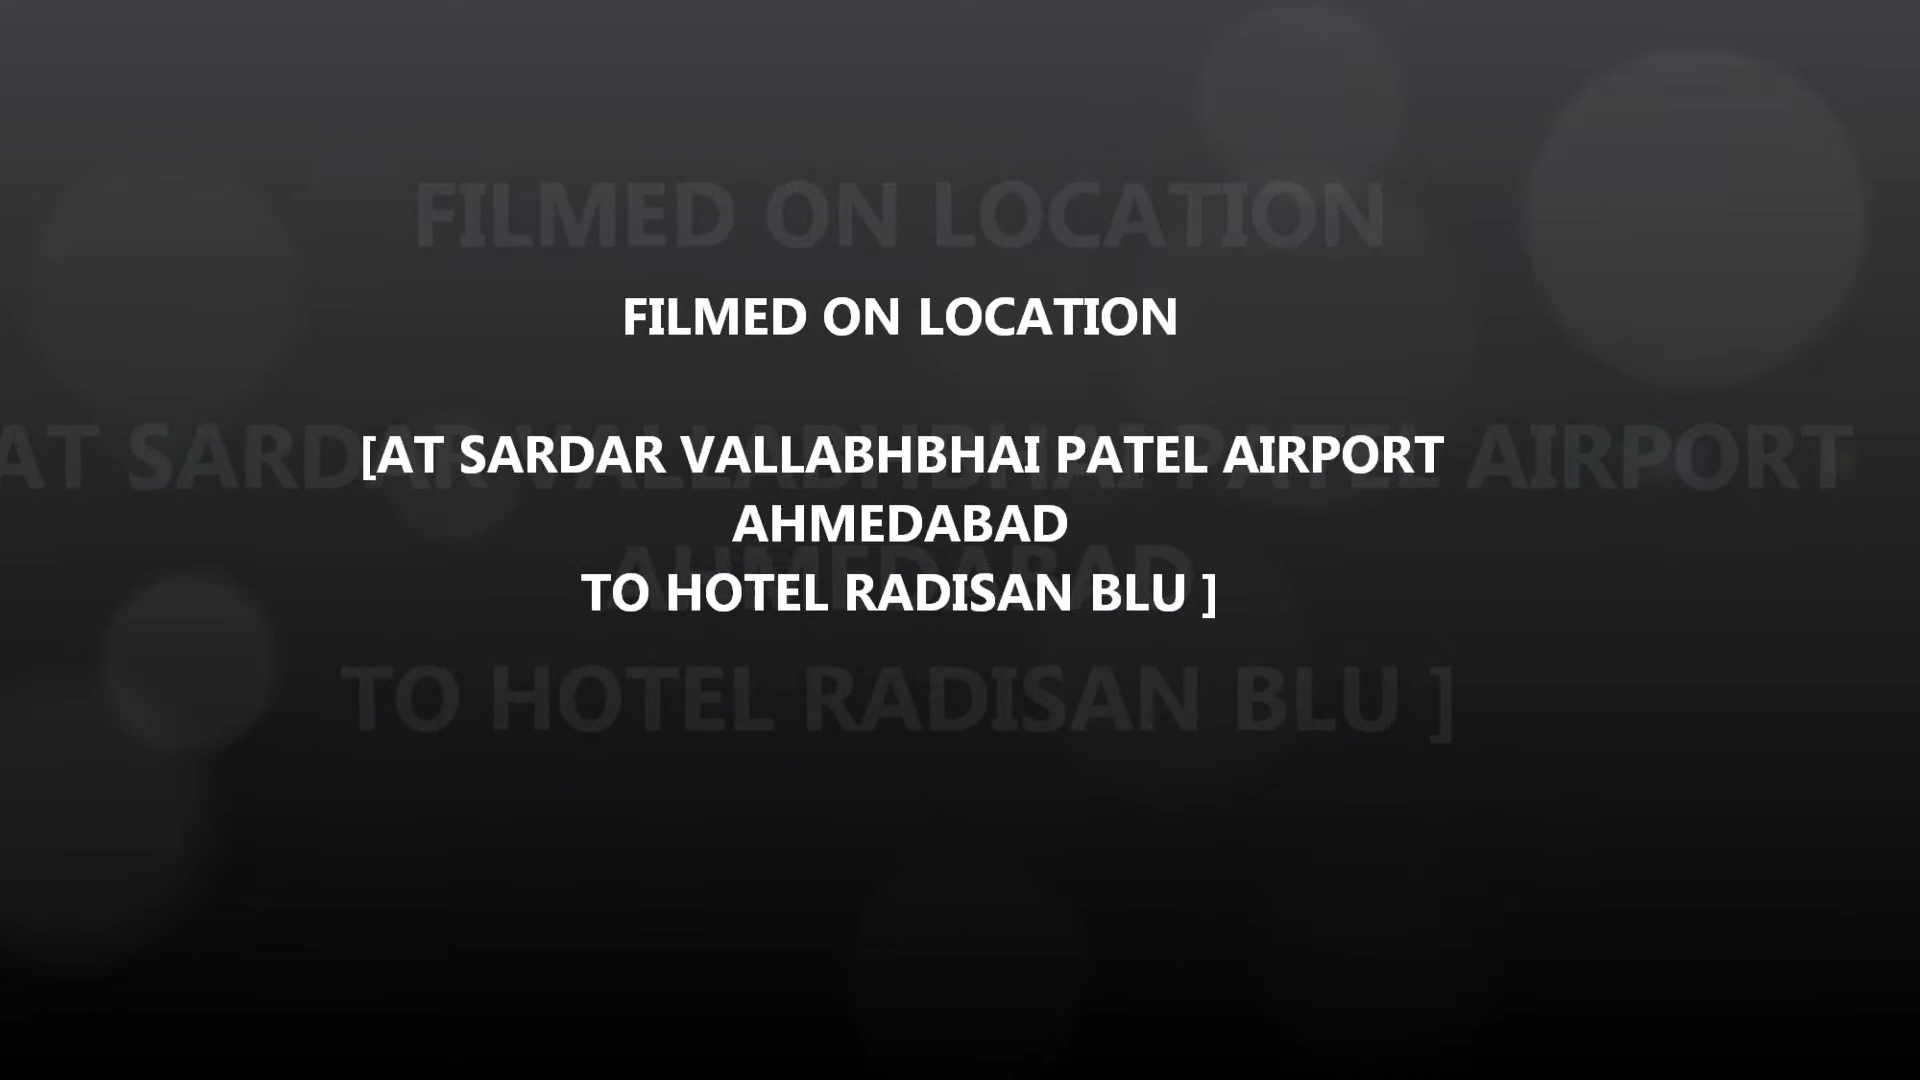 FILMED ON LOCATION
[AT SARDAR VALLABHBHAI PATEL AIRPORT
AHMEDABAD
TO HOTEL RADISAN BLU ]